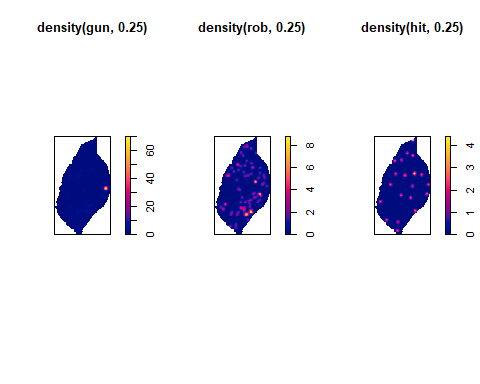 density(gun, 0.25)
density(rob, 0.25)
density(hit, 0.25)
0 20 40 60
0 2 4 6 8
0 1 2 3 4